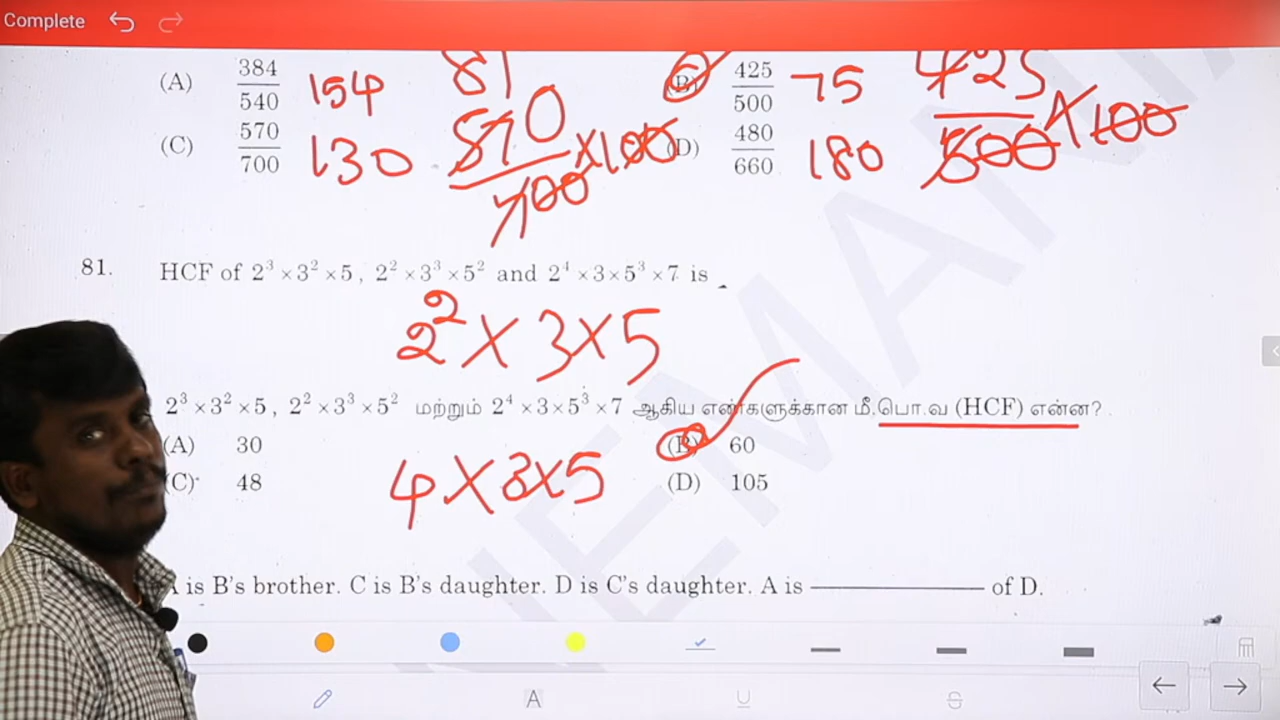 Complete
(A) 384/540 154 81 (B) 425/500 75 425/500 × 100
(C) 570/700 130 570/700 × 100 (D) 480/660 180
81. HCF of 2³ × 3² × 5 , 2² × 3³ × 5² and 2⁴ × 3 × 5³ × 7 is
2² × 3 × 5
2³ × 3² × 5 , 2² × 3³ × 5² மற்றும் 2⁴ × 3 × 5³ × 7 ஆகிய எண்களுக்கான மீ.பொ.வ (HCF) என்ன?
(A) 30 (B) 60
4 × 3 × 5
(C) 48 (D) 105
A is B's brother. C is B's daughter. D is C's daughter. A is ———— of D.
A U S